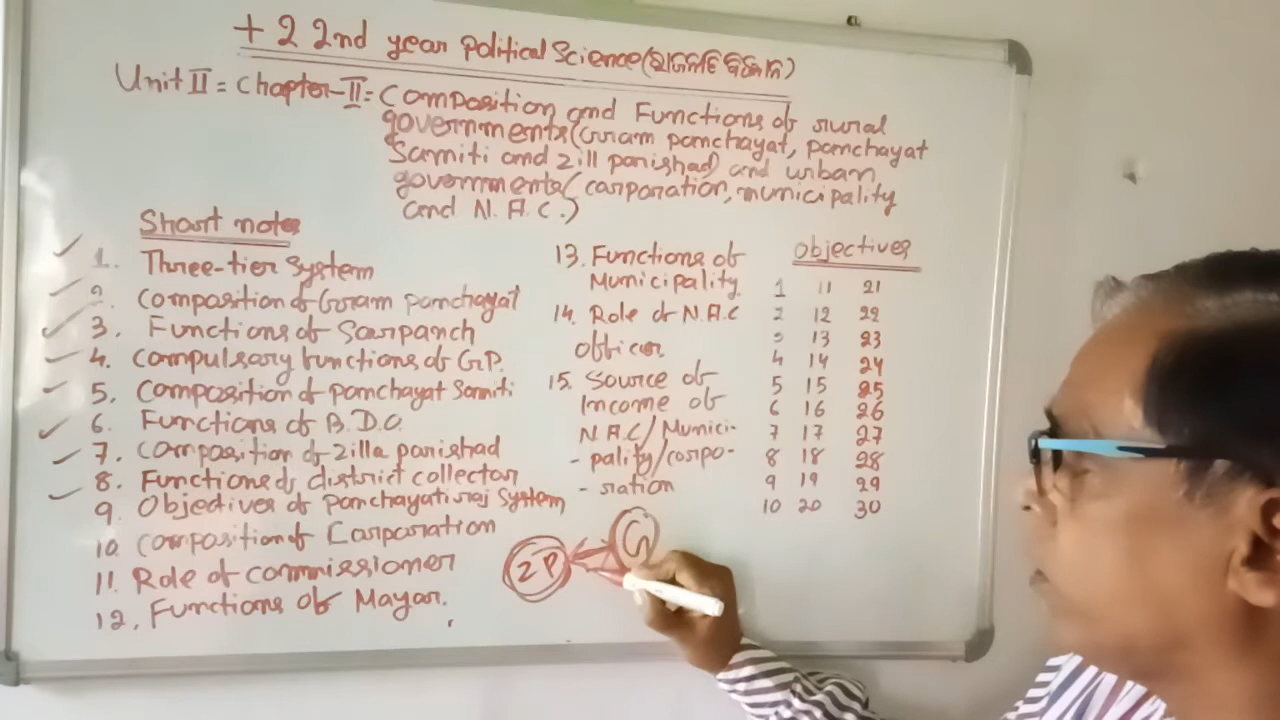 +2 2nd year Political Science (ରାଜନୀତି ବିଜ୍ଞାନ)
Unit II = Chapter-II = Composition and Functions of rural
governments (Gram panchayat, panchayat
Samiti and Zill parishad) and urban
governments (corporation, municipality
and N.A.C.)
Short notes
1. Three-tier System
2. Composition of Gram panchayat
3. Functions of Sarpanch
4. Compulsory functions of G.P.
5. Composition of panchayat Samiti
6. Functions of B.D.O.
7. Composition of Zilla parishad
8. Functions of district collector
9. Objectives of panchayatiraj System
10. Composition of Corporation
11. Role of commissioner
12. Functions of Mayar.
13. Functions of
Municipality
14. Role of N.A.C
officer
15. Source of
Income of
N.A.C/Munici-
-pality/corpo-
-ration
Objectives
1 11 21
2 12 22
3 13 23
4 14 24
5 15 25
6 16 26
7 17 27
8 18 28
9 19 29
10 20 30
ZP
G